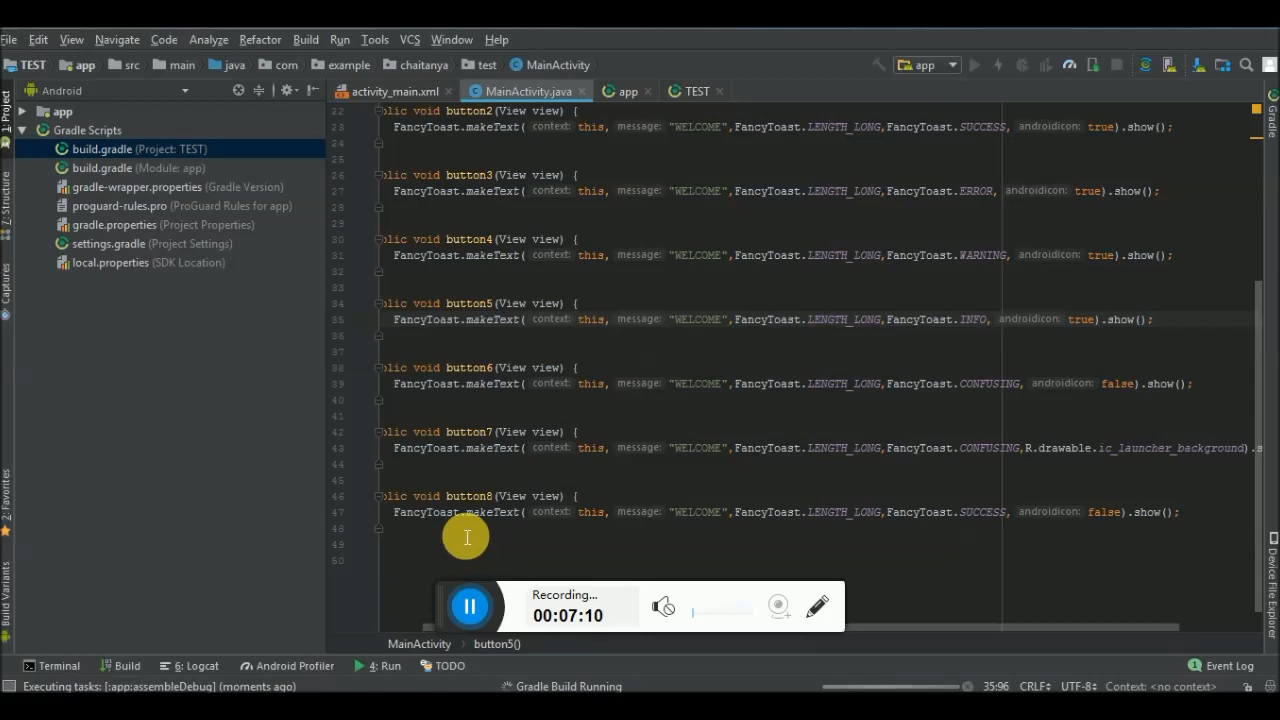 File Edit View Navigate Code Analyze Refactor Build Run Tools VCS Window Help
TEST app src main java com example chaitanya test MainActivity app
Android activity_main.xml MainActivity.java app TEST
1: Project
Z: Structure
Captures
2: Favorites
Build Variants
app
Gradle Scripts
build.gradle (Project: TEST)
build.gradle (Module: app)
gradle-wrapper.properties (Gradle Version)
proguard-rules.pro (ProGuard Rules for app)
gradle.properties (Project Properties)
settings.gradle (Project Settings)
local.properties (SDK Location)
22 blic void button2(View view) {
23 FancyToast.makeText( context: this, message: "WELCOME",FancyToast.LENGTH_LONG,FancyToast.SUCCESS, androidicon: true).show();
24
25
26 blic void button3(View view) {
27 FancyToast.makeText( context: this, message: "WELCOME",FancyToast.LENGTH_LONG,FancyToast.ERROR, androidicon: true).show();
28
29
30 blic void button4(View view) {
31 FancyToast.makeText( context: this, message: "WELCOME",FancyToast.LENGTH_LONG,FancyToast.WARNING, androidicon: true).show();
32
33
34 blic void button5(View view) {
35 FancyToast.makeText( context: this, message: "WELCOME",FancyToast.LENGTH_LONG,FancyToast.INFO, androidicon: true).show();
36
37
38 blic void button6(View view) {
39 FancyToast.makeText( context: this, message: "WELCOME",FancyToast.LENGTH_LONG,FancyToast.CONFUSING, androidicon: false).show();
40
41
42 blic void button7(View view) {
43 FancyToast.makeText( context: this, message: "WELCOME",FancyToast.LENGTH_LONG,FancyToast.CONFUSING,R.drawable.ic_launcher_background).s
44
45
46 blic void button8(View view) {
47 FancyToast.makeText( context: this, message: "WELCOME",FancyToast.LENGTH_LONG,FancyToast.SUCCESS, androidicon: false).show();
48
49
50
Gradle
Device File Explorer
Recording...
00:07:10
MainActivity button5()
Terminal Build 6: Logcat Android Profiler 4: Run TODO 1 Event Log
Executing tasks: [:app:assembleDebug] (moments ago) Gradle Build Running 35:96 CRLF UTF-8 Context: <no context>